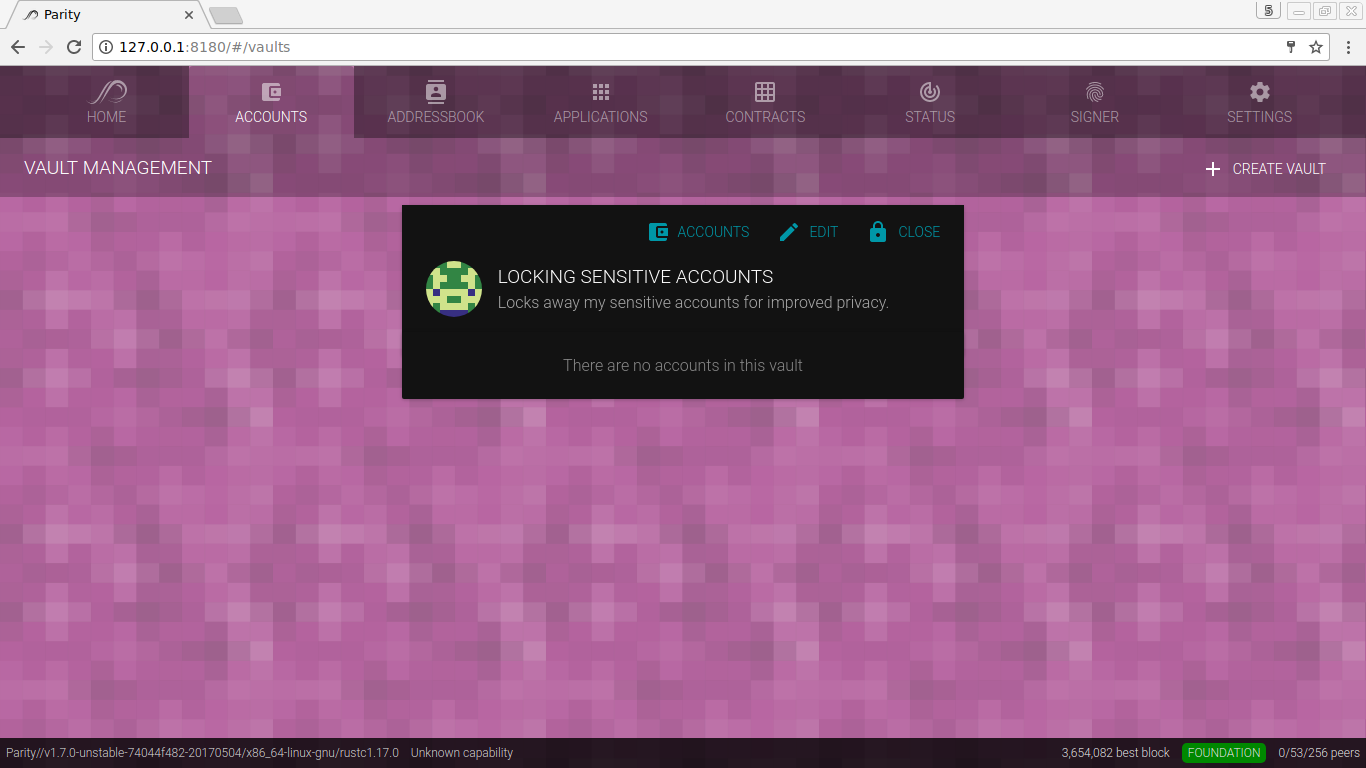 Parity
5
127.0.0.1:8180/#/vaults
HOME
ACCOUNTS
ADDRESSBOOK
APPLICATIONS
CONTRACTS
STATUS
SIGNER
SETTINGS
VAULT MANAGEMENT
CREATE VAULT
ACCOUNTS
EDIT
CLOSE
LOCKING SENSITIVE ACCOUNTS
Locks away my sensitive accounts for improved privacy.
There are no accounts in this vault
Parity//v1.7.0-unstable-74044f482-20170504/x86_64-linux-gnu/rustc1.17.0
Unknown capability
3,654,082 best block
FOUNDATION
0/53/256 peers